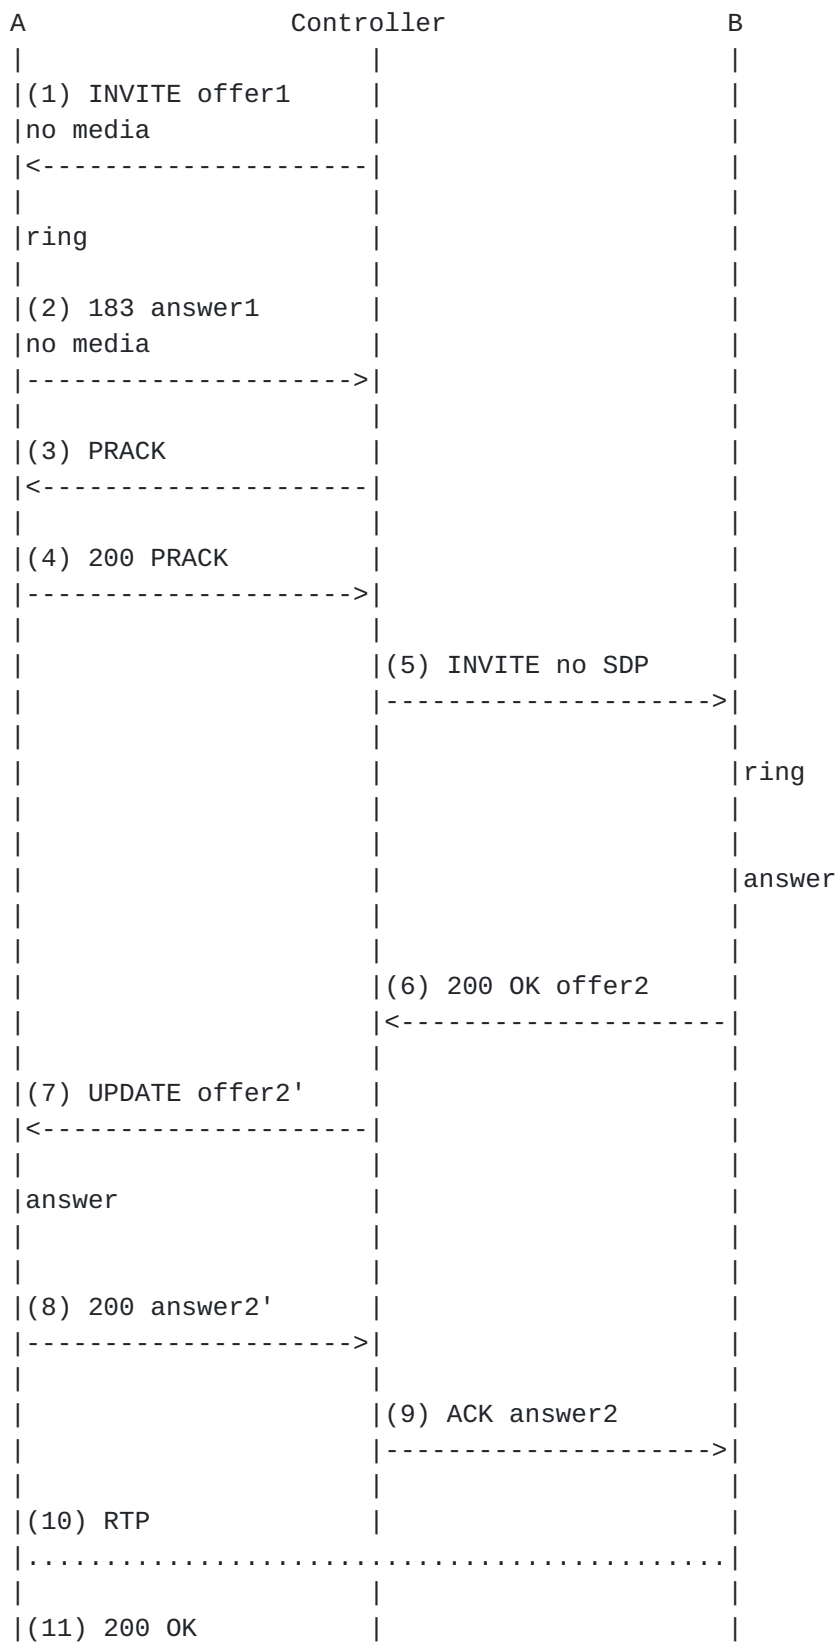 A                 Controller                  B
|                      |                      |
|(1) INVITE offer1     |                      |
|no media              |                      |
|<---------------------|                      |
|                      |                      |
|ring                  |                      |
|                      |                      |
|(2) 183 answer1       |                      |
|no media              |                      |
|--------------------->|                      |
|                      |                      |
|(3) PRACK             |                      |
|<---------------------|                      |
|                      |                      |
|(4) 200 PRACK         |                      |
|--------------------->|                      |
|                      |                      |
|                      |(5) INVITE no SDP     |
|                      |--------------------->|
|                      |                      |
|                      |                      |ring
|                      |                      |
|                      |                      |
|                      |                      |answer
|                      |                      |
|                      |                      |
|                      |(6) 200 OK offer2     |
|                      |<---------------------|
|                      |                      |
|(7) UPDATE offer2'    |                      |
|<---------------------|                      |
|                      |                      |
|answer                |                      |
|                      |                      |
|                      |                      |
|(8) 200 answer2'      |                      |
|--------------------->|                      |
|                      |                      |
|                      |(9) ACK answer2       |
|                      |--------------------->|
|                      |                      |
|(10) RTP              |                      |
|.............................................|
|                      |                      |
|(11) 200 OK           |                      |